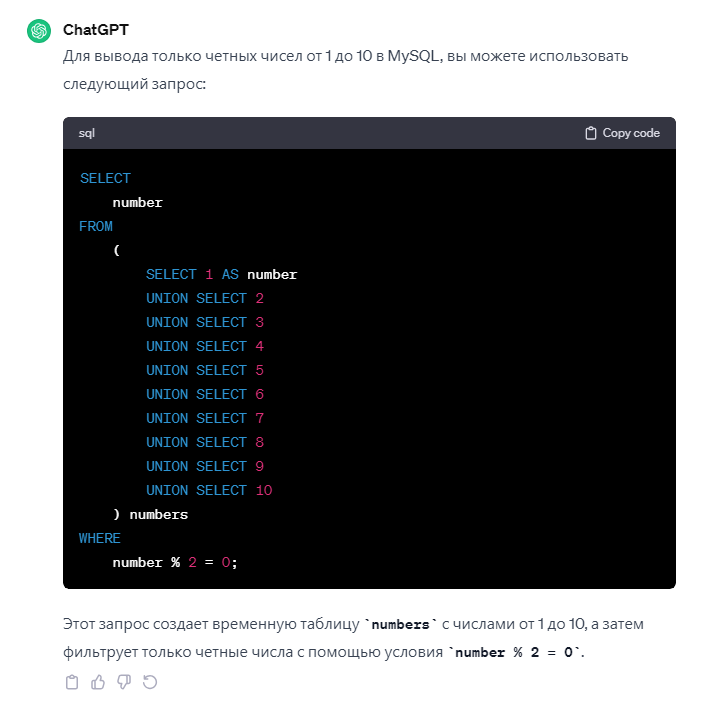 ChatGPT
Для вывода только четных чисел от 1 до 10 в MySQL, вы можете использовать
следующий запрос:
sql
Copy code
SELECT
    number
FROM
    (
        SELECT 1 AS number
        UNION SELECT 2
        UNION SELECT 3
        UNION SELECT 4
        UNION SELECT 5
        UNION SELECT 6
        UNION SELECT 7
        UNION SELECT 8
        UNION SELECT 9
        UNION SELECT 10
    ) numbers
WHERE
    number % 2 = 0;
Этот запрос создает временную таблицу `numbers` с числами от 1 до 10, а затем
фильтрует только четные числа с помощью условия `number % 2 = 0`.